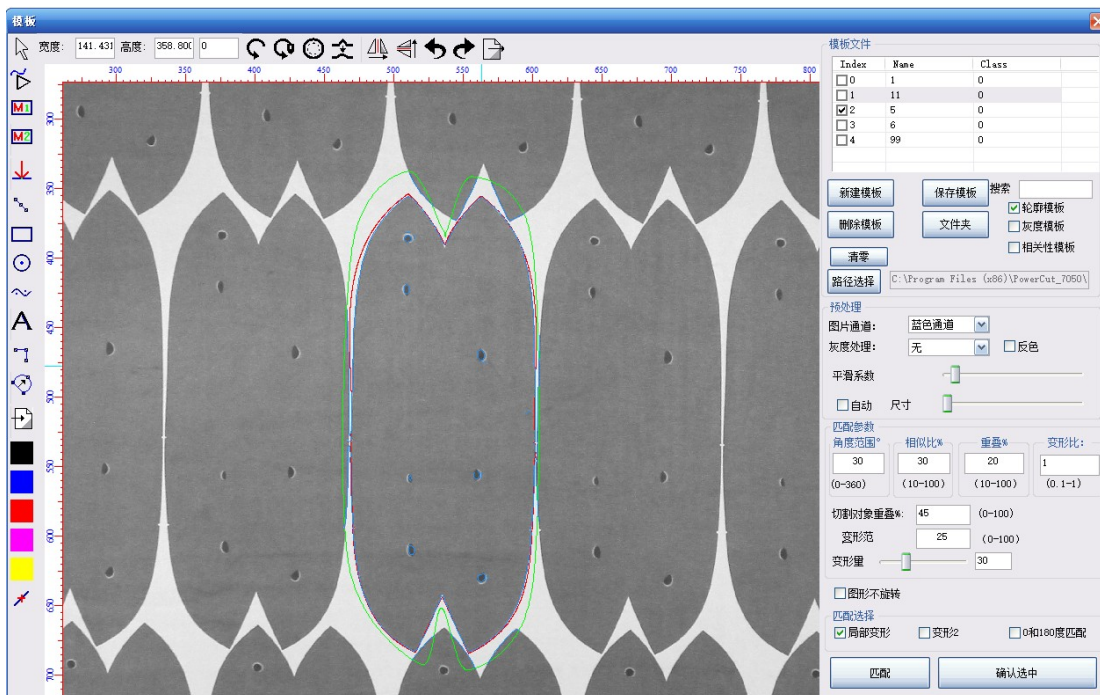 模板
宽度: 141.431 高度: 358.800 0
300 350 400 450 500 550 600 650 700 750 800
300
350
400
450
500
550
600
650
700
M1
M2
A
模板文件
Index Name Class
0 1 0
1 11 0
2 5 0
3 6 0
4 99 0
新建模板 保存模板 搜索
轮廓模板
删除模板 文件夹 灰度模板
相关性模板
清零
路径选择 C:\Program Files (x86)\PowerCut_7050\
预处理
图片通道: 蓝色通道
灰度处理: 无 反色
平滑系数
自动 尺寸
匹配参数
角度范围° 相似比% 重叠% 变形比:
30 30 20 1
(0-360) (10-100) (10-100) (0.1-1)
切割对象重叠%: 45 (0-100)
变形范 25 (0-100)
变形量 30
图形不旋转
匹配选择
局部变形 变形2 0和180度匹配
匹配 确认选中